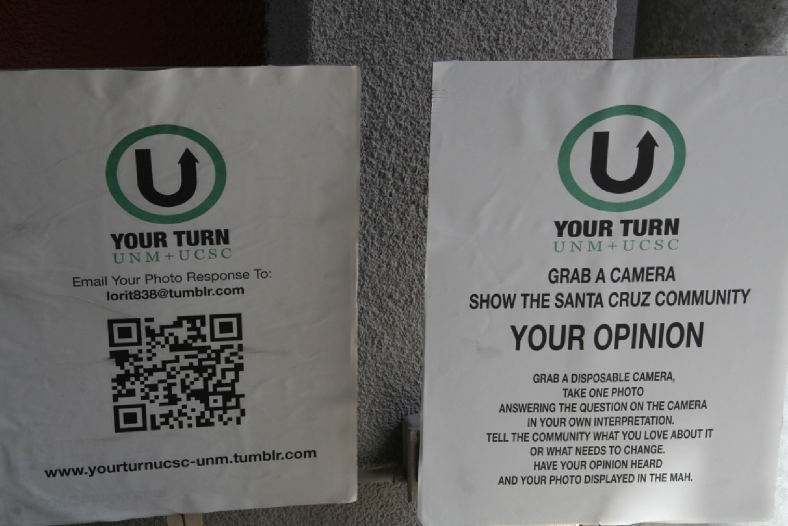 YOUR TURN
UNM+UCSC
Email Your Photo Response To:
lorit838@tumblr.com
www.yourturnucsc-unm.tumblr.com
YOUR TURN
UNM+UCSC
GRAB A CAMERA
SHOW THE SANTA CRUZ COMMUNITY
YOUR OPINION
GRAB A DISPOSABLE CAMERA,
TAKE ONE PHOTO
ANSWERING THE QUESTION ON THE CAMERA
IN YOUR OWN INTERPRETATION.
TELL THE COMMUNITY WHAT YOU LOVE ABOUT IT
OR WHAT NEEDS TO CHANGE.
HAVE YOUR OPINION HEARD
AND YOUR PHOTO DISPLAYED IN THE MAH.